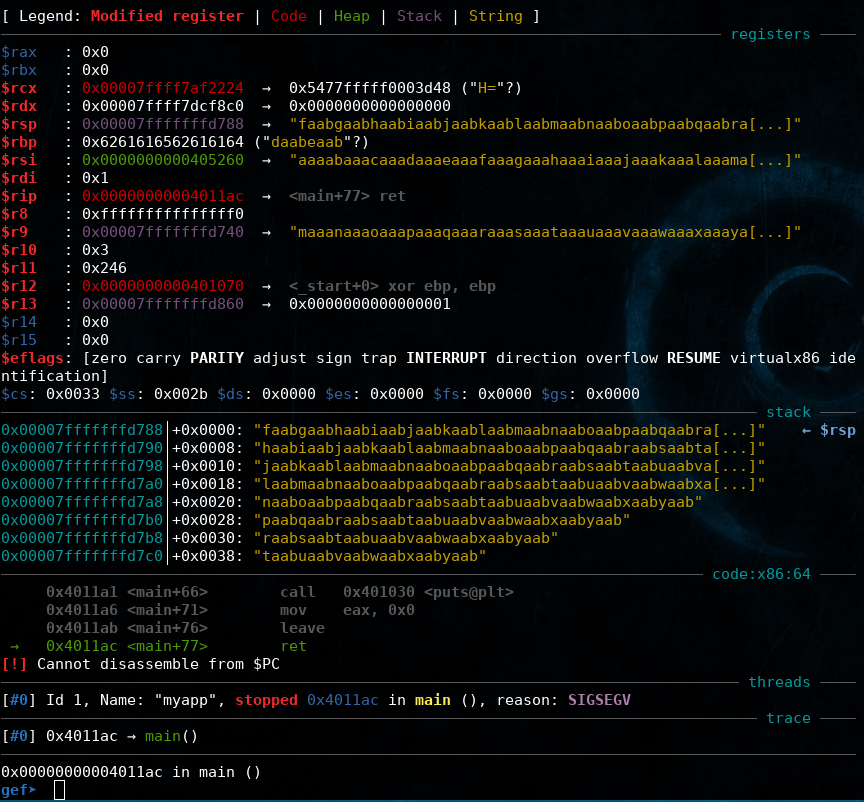 [ Legend: Modified register | Code | Heap | Stack | String ]
registers
$rax   : 0x0
$rbx   : 0x0
$rcx   : 0x00007ffff7af2224  →  0x5477fffff0003d48 ("H="?)
$rdx   : 0x00007ffff7dcf8c0  →  0x0000000000000000
$rsp   : 0x00007fffffffd788  →  "faabgaabhaabiaabjaabkaablaabmaabnaaboaabpaabqaabra[...]"
$rbp   : 0x6261616562616164 ("daabeaab"?)
$rsi   : 0x0000000000405260  →  "aaaabaaacaaadaaaeaaafaaagaaahaaaiaaajaaakaaalaaama[...]"
$rdi   : 0x1
$rip   : 0x00000000004011ac  →  <main+77> ret
$r8    : 0xfffffffffffffff0
$r9    : 0x00007fffffffd740  →  "maaanaaaoaaapaaaqaaaraaasaaataaauaaavaaawaaaxaaaya[...]"
$r10   : 0x3
$r11   : 0x246
$r12   : 0x0000000000401070  →  <_start+0> xor ebp, ebp
$r13   : 0x00007fffffffd860  →  0x0000000000000001
$r14   : 0x0
$r15   : 0x0
$eflags: [zero carry PARITY adjust sign trap INTERRUPT direction overflow RESUME virtualx86 ide
ntification]
$cs: 0x0033 $ss: 0x002b $ds: 0x0000 $es: 0x0000 $fs: 0x0000 $gs: 0x0000
stack
0x00007fffffffd788│+0x0000: "faabgaabhaabiaabjaabkaablaabmaabnaaboaabpaabqaabra[...]"    ← $rsp
0x00007fffffffd790│+0x0008: "haabiaabjaabkaablaabmaabnaaboaabpaabqaabraabsaabta[...]"
0x00007fffffffd798│+0x0010: "jaabkaablaabmaabnaaboaabpaabqaabraabsaabtaabuaabva[...]"
0x00007fffffffd7a0│+0x0018: "laabmaabnaaboaabpaabqaabraabsaabtaabuaabvaabwaabxa[...]"
0x00007fffffffd7a8│+0x0020: "naaboaabpaabqaabraabsaabtaabuaabvaabwaabxaabyaab"
0x00007fffffffd7b0│+0x0028: "paabqaabraabsaabtaabuaabvaabwaabxaabyaab"
0x00007fffffffd7b8│+0x0030: "raabsaabtaabuaabvaabwaabxaabyaab"
0x00007fffffffd7c0│+0x0038: "taabuaabvaabwaabxaabyaab"
code:x86:64
0x4011a1 <main+66>        call   0x401030 <puts@plt>
0x4011a6 <main+71>        mov    eax, 0x0
0x4011ab <main+76>        leave
→   0x4011ac <main+77>        ret
[!] Cannot disassemble from $PC
threads
[#0] Id 1, Name: "myapp", stopped 0x4011ac in main (), reason: SIGSEGV
trace
[#0] 0x4011ac → main()
0x00000000004011ac in main ()
gef➤